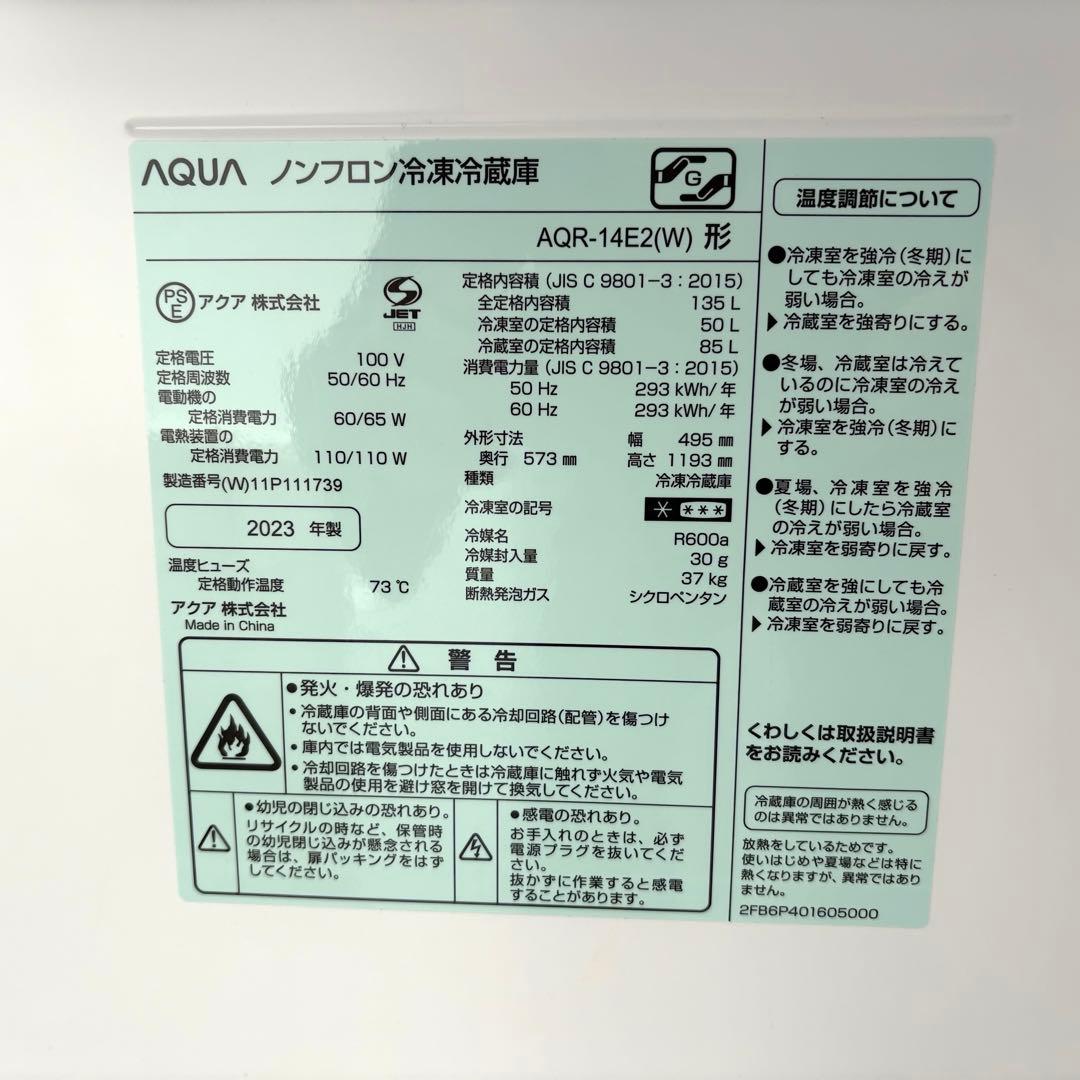 AQUA ノンフロン冷凍冷蔵庫
G
AQR-14E2(W) 形
PS
E
アクア 株式会社
S
JET
HJH
定格電圧 100 V
定格周波数 50/60 Hz
電動機の
定格消費電力 60/65 W
電熱装置の
定格消費電力 110/110 W
製造番号(W)11P111739
2023 年製
温度ヒューズ
定格動作温度 73 ℃
アクア 株式会社
Made in China
定格内容積 (JIS C 9801-3 : 2015)
全定格内容積 135 L
冷凍室の定格内容積 50 L
冷蔵室の定格内容積 85 L
消費電力量 (JIS C 9801-3 : 2015)
50 Hz 293 kWh/年
60 Hz 293 kWh/年
外形寸法 幅 495 ㎜
奥行 573 ㎜ 高さ 1193 ㎜
種類 冷凍冷蔵庫
冷凍室の記号 * ***
冷媒名 R600a
冷媒封入量 30 g
質量 37 kg
断熱発泡ガス シクロペンタン
⚠ 警 告
●発火・爆発の恐れあり
・冷蔵庫の背面や側面にある冷却回路(配管)を傷つけ
ないでください。
・庫内では電気製品を使用しないでください。
・冷却回路を傷つけたときは冷蔵庫に触れず火気や電気
製品の使用を避け窓を開けて換気してください。
●幼児の閉じ込みの恐れあり。
リサイクルの時など、保管時
の幼児閉じ込みが懸念される
場合は、扉パッキングをはず
してください。
●感電の恐れあり。
お手入れのときは、必ず
電源プラグを抜いてくだ
さい。
抜かずに作業すると感電
することがあります。
温度調節について
●冷凍室を強冷(冬期)に
しても冷凍室の冷えが
弱い場合。
▶冷蔵室を強寄りにする。
●冬場、冷蔵室は冷えて
いるのに冷凍室の冷え
が弱い場合。
▶冷凍室を強冷(冬期)に
する。
●夏場、冷凍室を強冷
(冬期)にしたら冷蔵室
の冷えが弱い場合。
▶冷凍室を弱寄りに戻す。
●冷蔵室を強にしても冷
蔵室の冷えが弱い場合。
▶冷凍室を弱寄りに戻す。
くわしくは取扱説明書
をお読みください。
冷蔵庫の周囲が熱く感じる
のは異常ではありません。
放熱をしているためです。
使いはじめや夏場などは特に
熱くなりますが、異常ではあり
ません。
2FB6P401605000